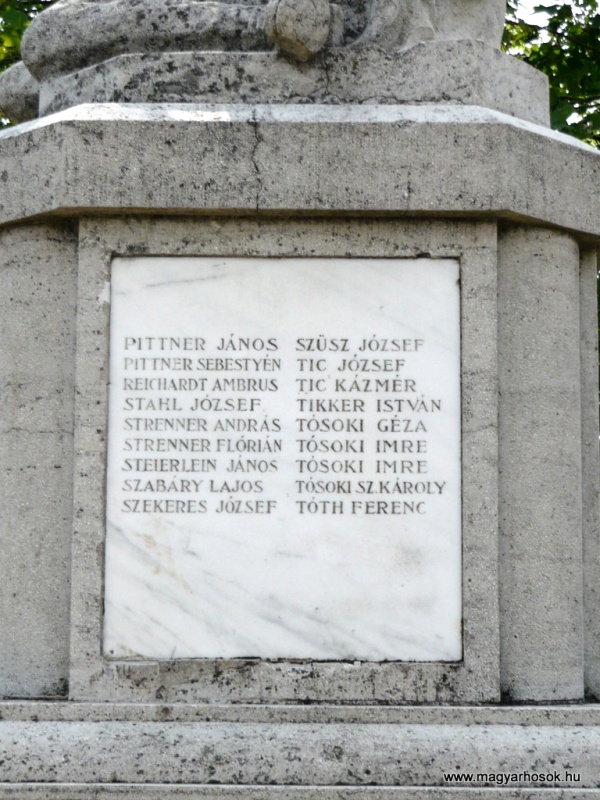 PITTNER JÁNOS
PITTNER SEBESTYÉN
REICHARDT AMBRUS
STAHL JÓZSEF
STRENNER ANDRÁS
STRENNER FLÓRIÁN
STEIERLEIN JÁNOS
SZABÁRY LAJOS
SZEKERES JÓZSEF
SZÜSZ JÓZSEF
TIC JÓZSEF
TIC KÁZMÉR
TIKKER ISTVÁN
TÓSOKI GÉZA
TÓSOKI IMRE
TÓSOKI IMRE
TÓSOKI SZ.KÁROLY
TÓTH FERENC
www.magyarhosok.hu